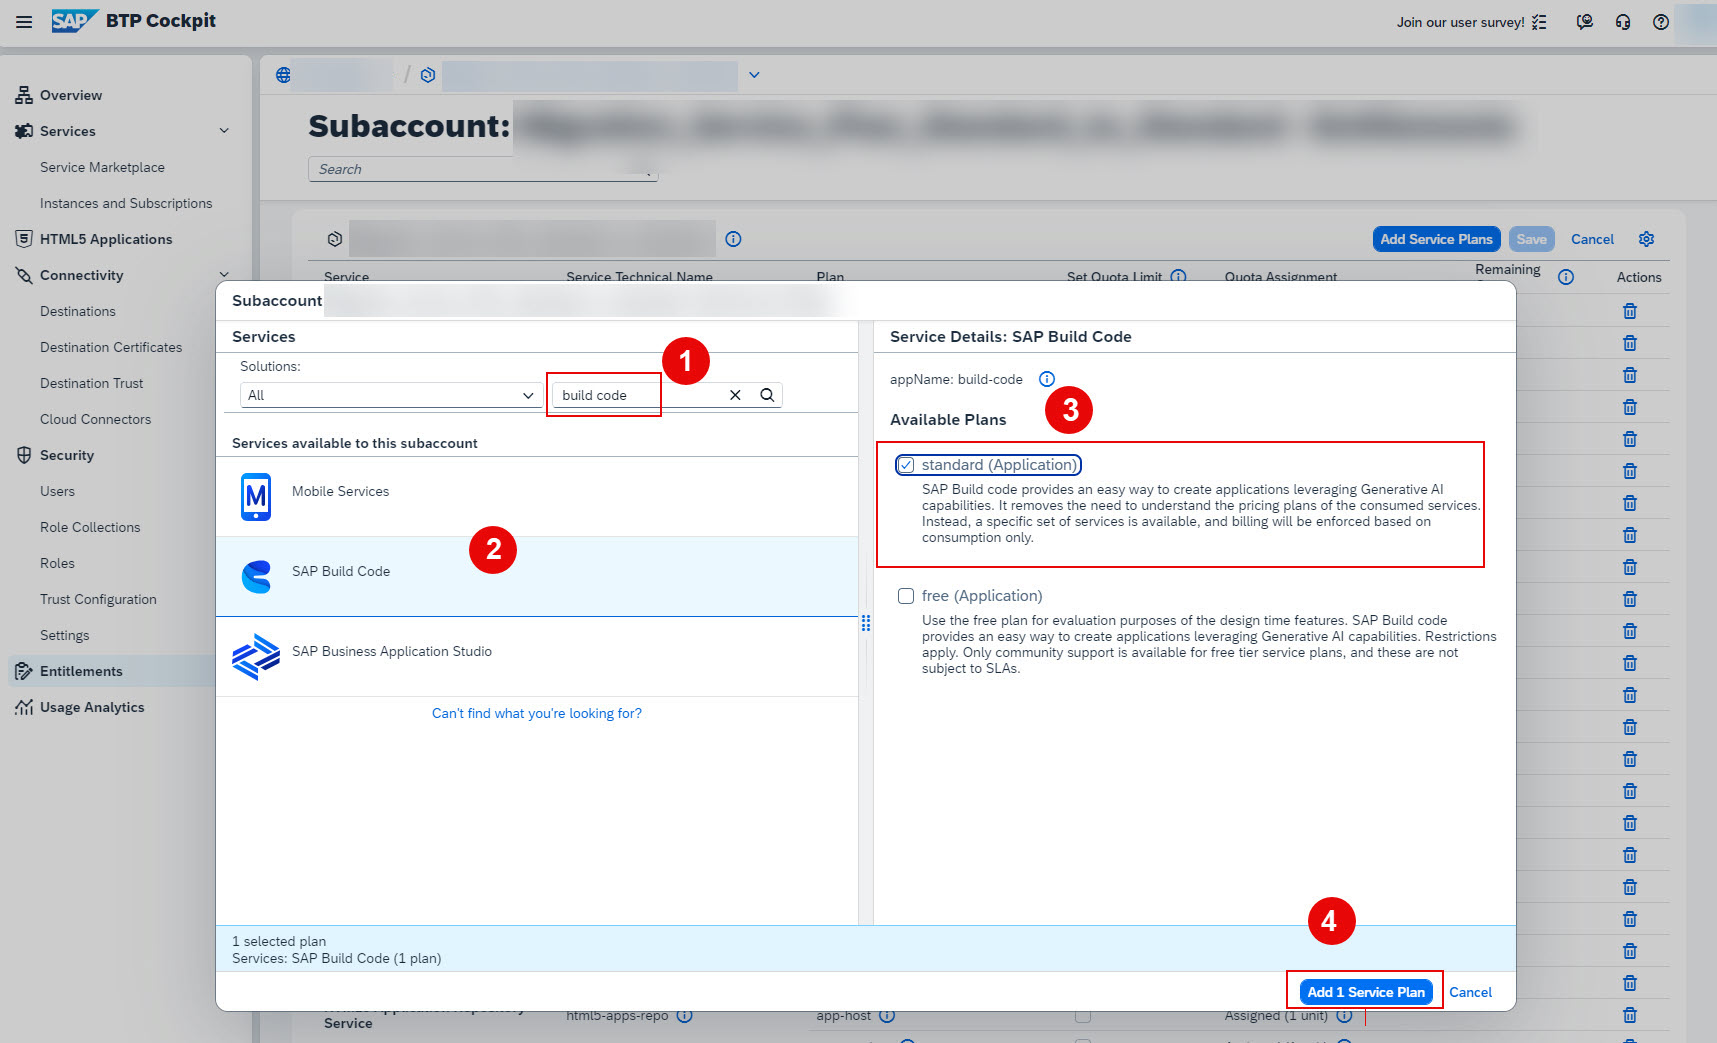 SAP BTP Cockpit
Join our user survey!
Overview
Services
Service Marketplace
Instances and Subscriptions
HTML5 Applications
Connectivity
Destinations
Destination Certificates
Destination Trust
Cloud Connectors
Security
Users
Role Collections
Roles
Trust Configuration
Settings
Entitlements
Usage Analytics
/
Subaccount:
Search
Add Service Plans Save Cancel
Service Service Technical Name Plan Set Quota Limit Quota Assignment Remaining Actions
Subaccount
Services
Solutions:
All
build code
1
Services available to this subaccount
Mobile Services
SAP Build Code
2
SAP Business Application Studio
Can't find what you're looking for?
Service Details: SAP Build Code
appName: build-code
3
Available Plans
standard (Application)
SAP Build code provides an easy way to create applications leveraging Generative AI
capabilities. It removes the need to understand the pricing plans of the consumed services.
Instead, a specific set of services is available, and billing will be enforced based on
consumption only.
free (Application)
Use the free plan for evaluation purposes of the design time features. SAP Build code
provides an easy way to create applications leveraging Generative AI capabilities. Restrictions
apply. Only community support is available for free tier service plans, and these are not
subject to SLAs.
1 selected plan
Services: SAP Build Code (1 plan)
4
Add 1 Service Plan Cancel
Service html5-apps-repo app-host Assigned (1 unit)